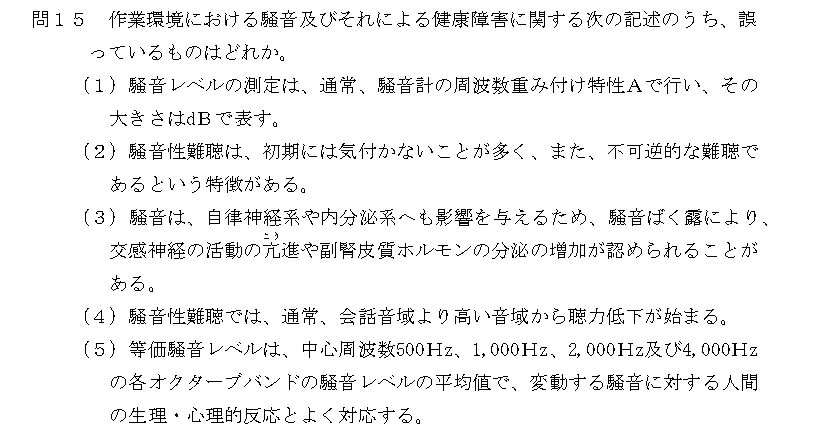 問１５　作業環境における騒音及びそれによる健康障害に関する次の記述のうち、誤
っているものはどれか。
（１）騒音レベルの測定は、通常、騒音計の周波数重み付け特性Ａで行い、その
大きさはdＢで表す。
（２）騒音性難聴は、初期には気付かないことが多く、また、不可逆的な難聴で
あるという特徴がある。
（３）騒音は、自律神経系や内分泌系へも影響を与えるため、騒音ばく露により、
こう
交感神経の活動の亢進や副腎皮質ホルモンの分泌の増加が認められることが
ある。
（４）騒音性難聴では、通常、会話音域より高い音域から聴力低下が始まる。
（５）等価騒音レベルは、中心周波数500Ｈz、1,000Ｈz、2,000Ｈz及び4,000Ｈz
の各オクターブバンドの騒音レベルの平均値で、変動する騒音に対する人間
の生理・心理的反応とよく対応する。